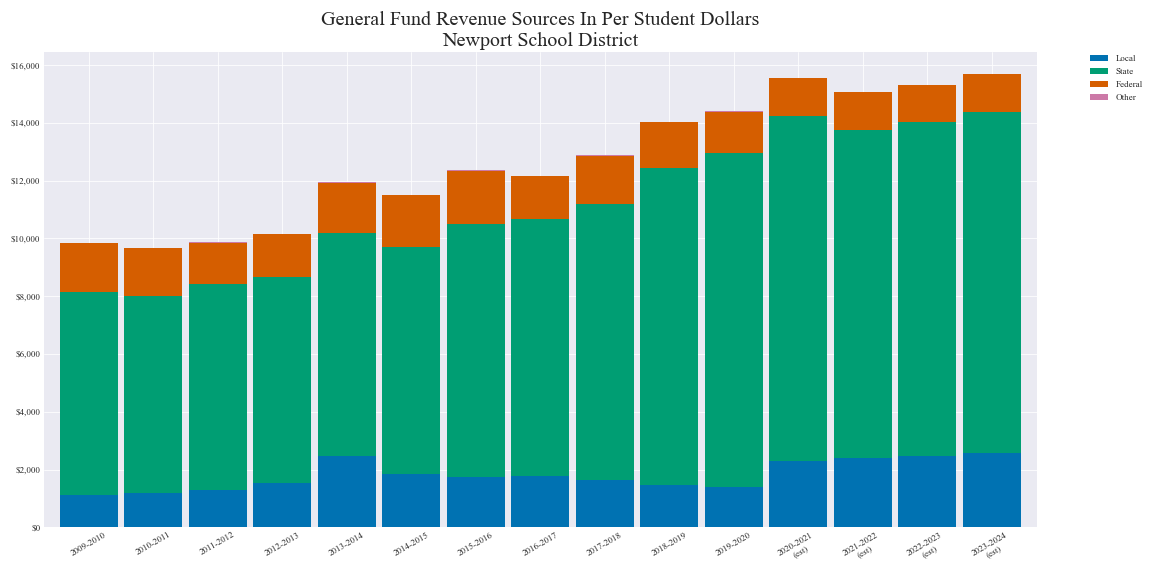 General Fund Revenue Sources In Per Student Dollars
Newport School District
Local
State
Federal
Other
$16,000
$14,000
$12,000
$10,000
$8,000
$6,000
$4,000
$2,000
$0
2009-2010
2010-2011
2011-2012
2012-2013
2013-2014
2014-2015
2015-2016
2016-2017
2017-2018
2018-2019
2019-2020
2020-2021
(est)
2021-2022
(est)
2022-2023
(est)
2023-2024
(est)